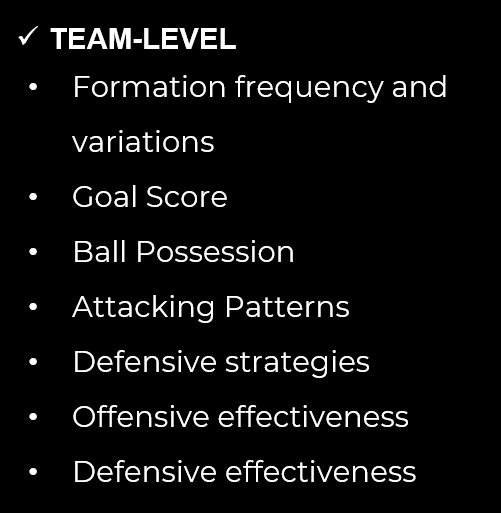 ✓ TEAM-LEVEL
• Formation frequency and
variations
• Goal Score
• Ball Possession
• Attacking Patterns
• Defensive strategies
• Offensive effectiveness
• Defensive effectiveness